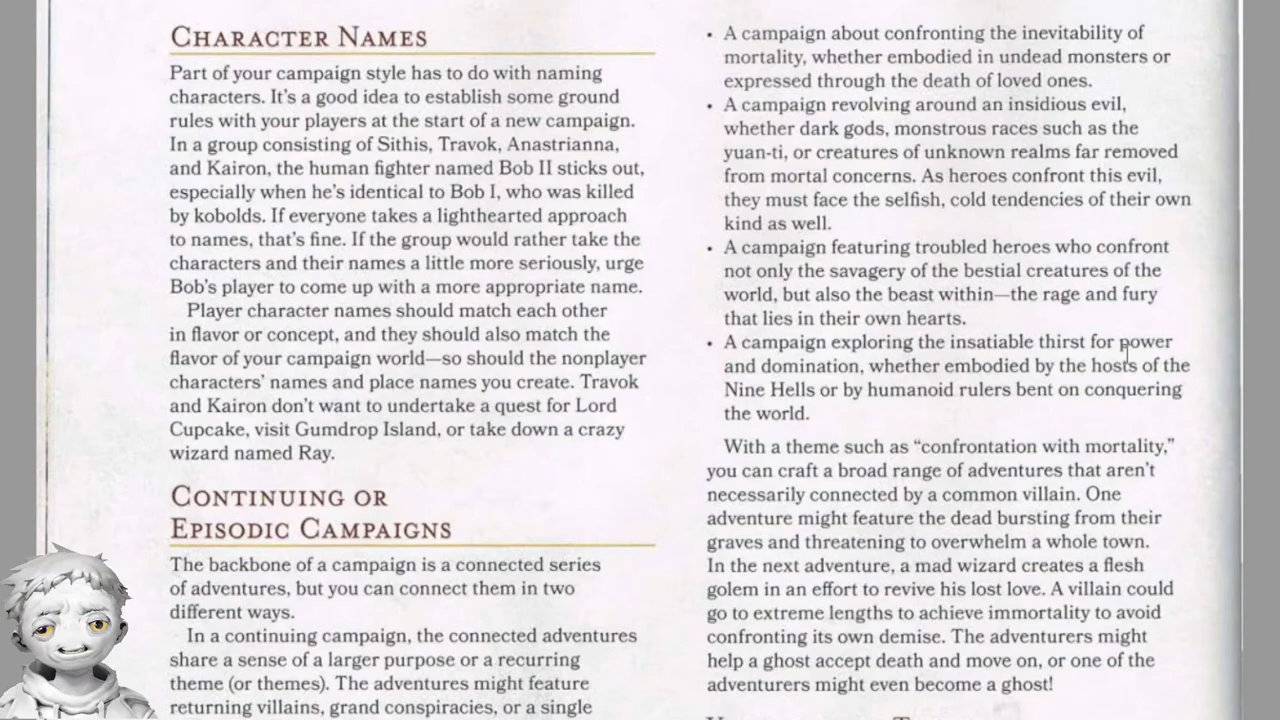 CHARACTER NAMES
Part of your campaign style has to do with naming
characters. It's a good idea to establish some ground
rules with your players at the start of a new campaign.
In a group consisting of Sithis, Travok, Anastrianna,
and Kairon, the human fighter named Bob II sticks out,
especially when he's identical to Bob I, who was killed
by kobolds. If everyone takes a lighthearted approach
to names, that's fine. If the group would rather take the
characters and their names a little more seriously, urge
Bob's player to come up with a more appropriate name.
Player character names should match each other
in flavor or concept, and they should also match the
flavor of your campaign world—so should the nonplayer
characters' names and place names you create. Travok
and Kairon don't want to undertake a quest for Lord
Cupcake, visit Gumdrop Island, or take down a crazy
wizard named Ray.
CONTINUING OR
EPISODIC CAMPAIGNS
The backbone of a campaign is a connected series
of adventures, but you can connect them in two
different ways.
In a continuing campaign, the connected adventures
share a sense of a larger purpose or a recurring
theme (or themes). The adventures might feature
returning villains, grand conspiracies, or a single
• A campaign about confronting the inevitability of
mortality, whether embodied in undead monsters or
expressed through the death of loved ones.
• A campaign revolving around an insidious evil,
whether dark gods, monstrous races such as the
yuan-ti, or creatures of unknown realms far removed
from mortal concerns. As heroes confront this evil,
they must face the selfish, cold tendencies of their own
kind as well.
• A campaign featuring troubled heroes who confront
not only the savagery of the bestial creatures of the
world, but also the beast within—the rage and fury
that lies in their own hearts.
• A campaign exploring the insatiable thirst for power
and domination, whether embodied by the hosts of the
Nine Hells or by humanoid rulers bent on conquering
the world.
With a theme such as “confrontation with mortality,”
you can craft a broad range of adventures that aren't
necessarily connected by a common villain. One
adventure might feature the dead bursting from their
graves and threatening to overwhelm a whole town.
In the next adventure, a mad wizard creates a flesh
golem in an effort to revive his lost love. A villain could
go to extreme lengths to achieve immortality to avoid
confronting its own demise. The adventurers might
help a ghost accept death and move on, or one of the
adventurers might even become a ghost!